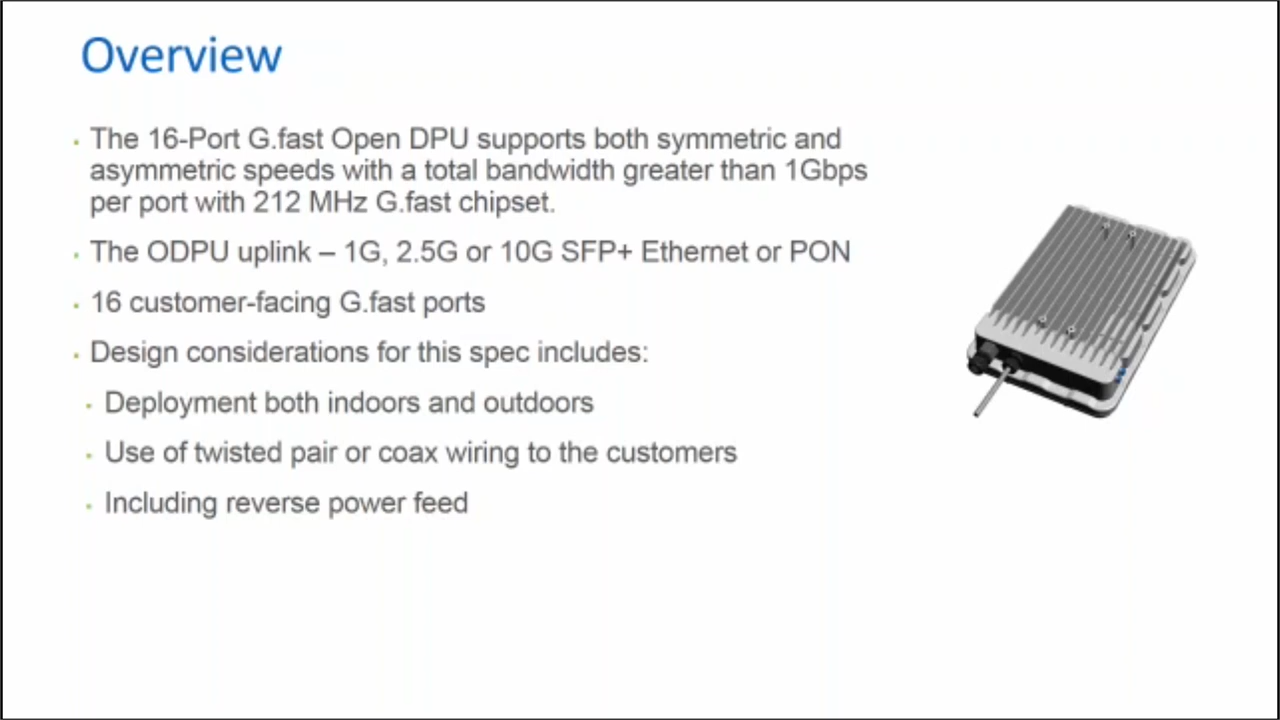 Overview
The 16-Port G.fast Open DPU supports both symmetric and
asymmetric speeds with a total bandwidth greater than 1Gbps
per port with 212 MHz G.fast chipset.
The ODPU uplink – 1G, 2.5G or 10G SFP+ Ethernet or PON
16 customer-facing G.fast ports
Design considerations for this spec includes:
Deployment both indoors and outdoors
Use of twisted pair or coax wiring to the customers
Including reverse power feed